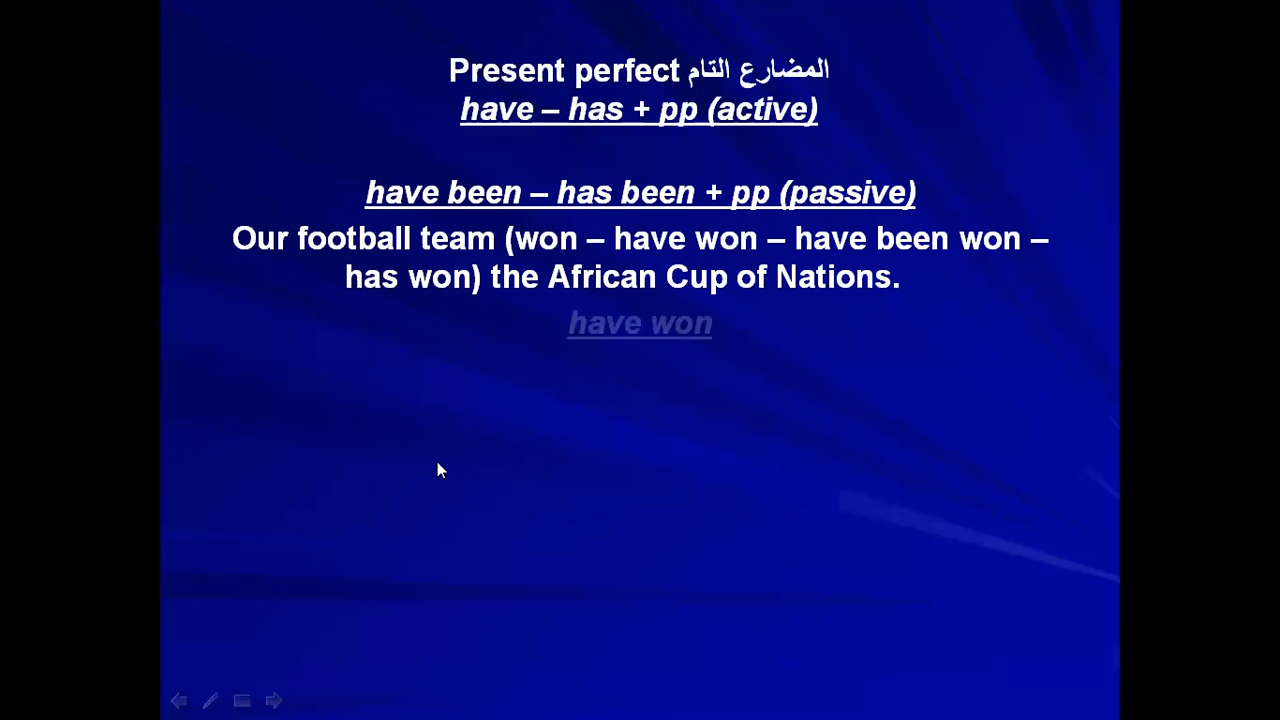 Present perfect المضارع التام
have – has + pp (active)
have been – has been + pp (passive)
Our football team (won – have won – have been won –
has won) the African Cup of Nations.
have won